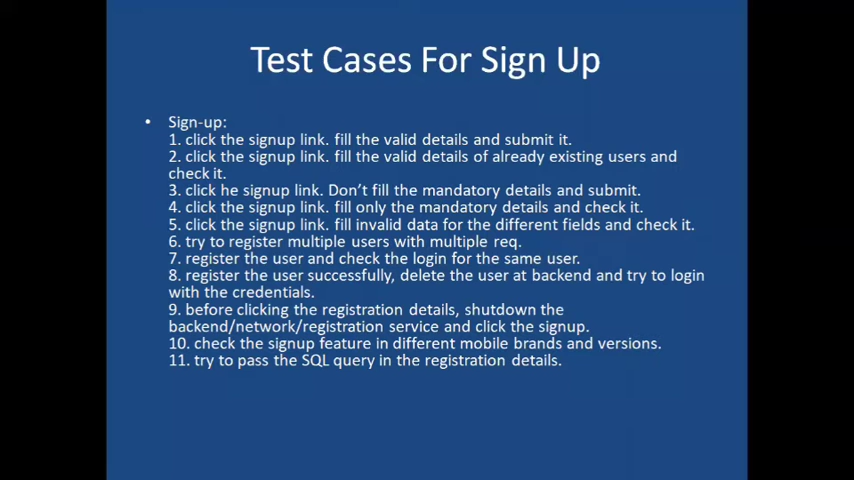 Test Cases For Sign Up
• Sign-up:
1. click the signup link. fill the valid details and submit it.
2. click the signup link. fill the valid details of already existing users and
check it.
3. click he signup link. Don’t fill the mandatory details and submit.
4. click the signup link. fill only the mandatory details and check it.
5. click the signup link. fill invalid data for the different fields and check it.
6. try to register multiple users with multiple req.
7. register the user and check the login for the same user.
8. register the user successfully, delete the user at backend and try to login
with the credentials.
9. before clicking the registration details, shutdown the
backend/network/registration service and click the signup.
10. check the signup feature in different mobile brands and versions.
11. try to pass the SQL query in the registration details.